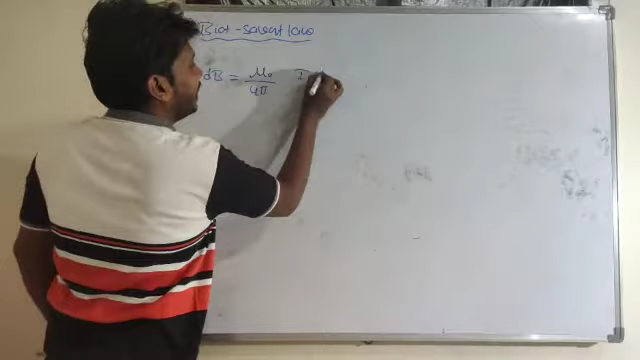 Biot-savart law
dB = μ₀/4π I